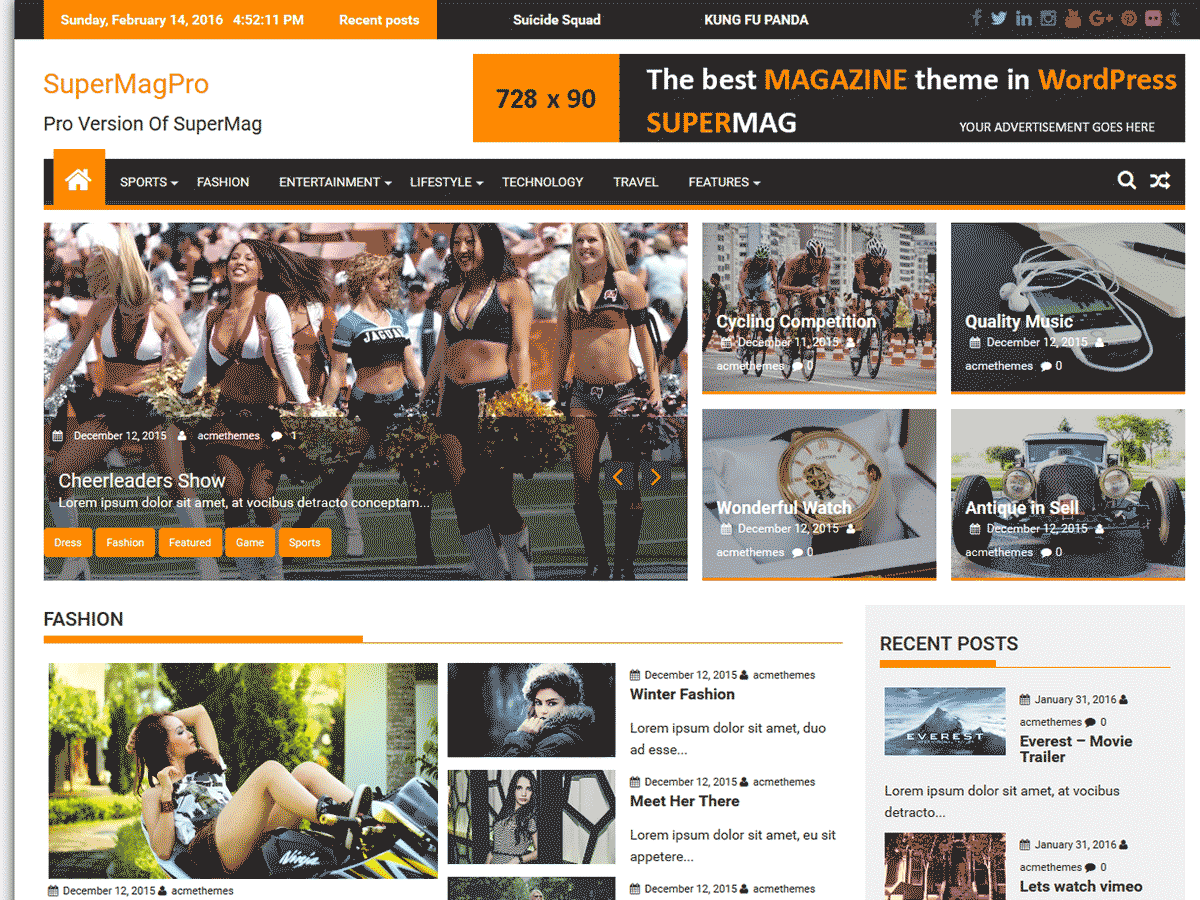 Sunday, February 14, 2016 4:52:11 PM Recent posts Suicide Squad KUNG FU PANDA
SuperMagPro
Pro Version Of SuperMag
728 x 90
The best MAGAZINE theme in WordPress
SUPERMAG
YOUR ADVERTISEMENT GOES HERE
SPORTS FASHION ENTERTAINMENT LIFESTYLE TECHNOLOGY TRAVEL FEATURES
JAGUA
December 12, 2015 acmethemes 1
Cheerleaders Show
Lorem ipsum dolor sit amet, at vocibus detracto conceptam...
Dress Fashion Featured Game Sports
Cycling Competition
December 11, 2015
acmethemes 0
Quality Music
December 12, 2015
acmethemes 0
Wonderful Watch
December 12, 2015
acmethemes 0
Antique in Sell
December 12, 2015
acmethemes 0
FASHION
Ninja
December 12, 2015 acmethemes
December 12, 2015 acmethemes
Winter Fashion
Lorem ipsum dolor sit amet, duo
ad esse...
December 12, 2015 acmethemes
Meet Her There
Lorem ipsum dolor sit amet, eu sit
appetere...
December 12, 2015 acmethemes
RECENT POSTS
EVEREST
January 31, 2016
acmethemes 0
Everest – Movie
Trailer
Lorem ipsum dolor sit amet, at vocibus
detracto...
January 31, 2016
acmethemes 0
Lets watch vimeo